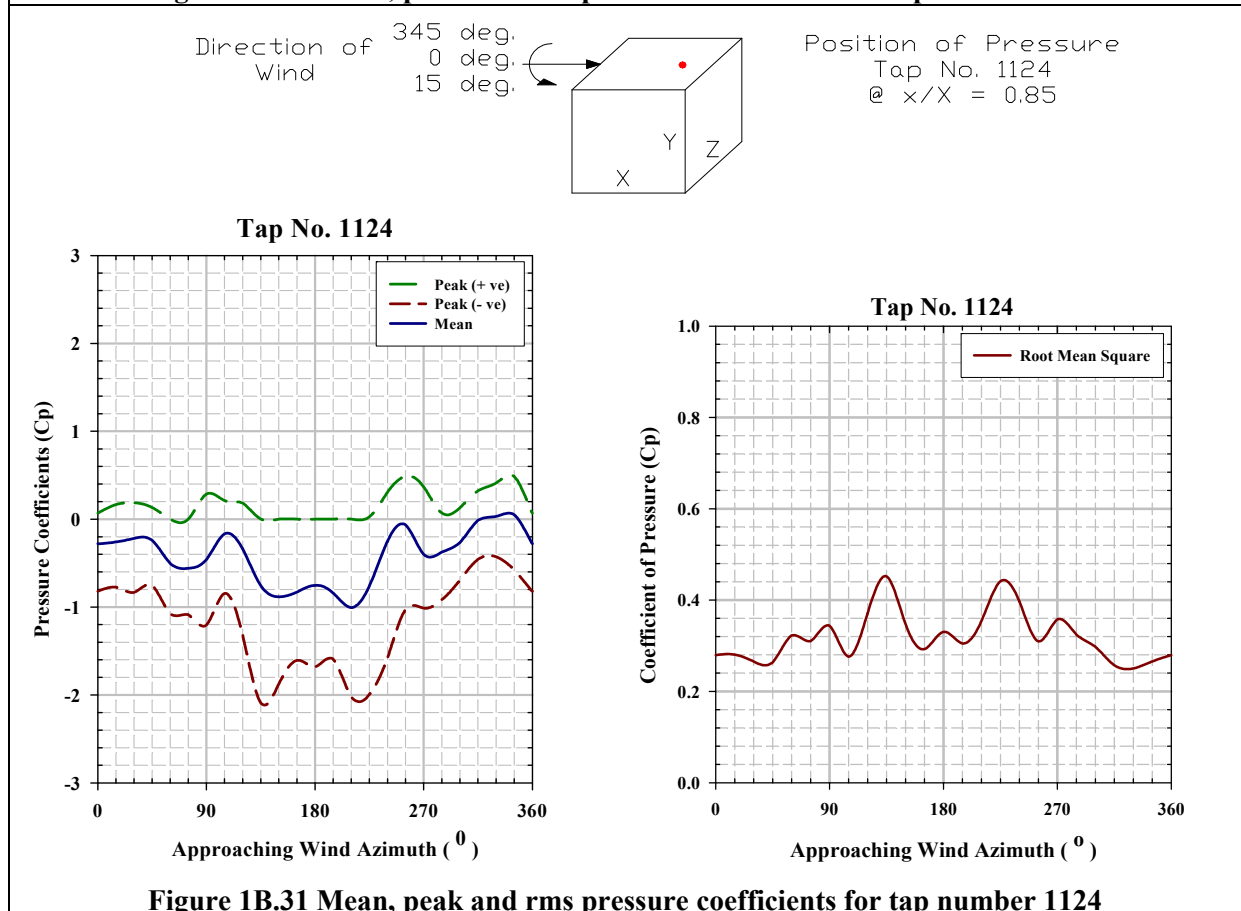 Direction of Wind
345 deg.
0 deg.
15 deg.
Position of Pressure
Tap No. 1124
@ x/X = 0.85
X
Y
Z
Tap No. 1124
Peak (+ ve)
Peak (- ve)
Mean
Pressure Coefficients (Cp)
3
2
1
0
-1
-2
-3
0 90 180 270 360
Approaching Wind Azimuth ( 0 )
Tap No. 1124
Root Mean Square
Coefficient of Pressure (Cp)
1.0
0.8
0.6
0.4
0.2
0.0
0 90 180 270 360
Approaching Wind Azimuth ( o )
Figure 1B.31 Mean, peak and rms pressure coefficients for tap number 1124